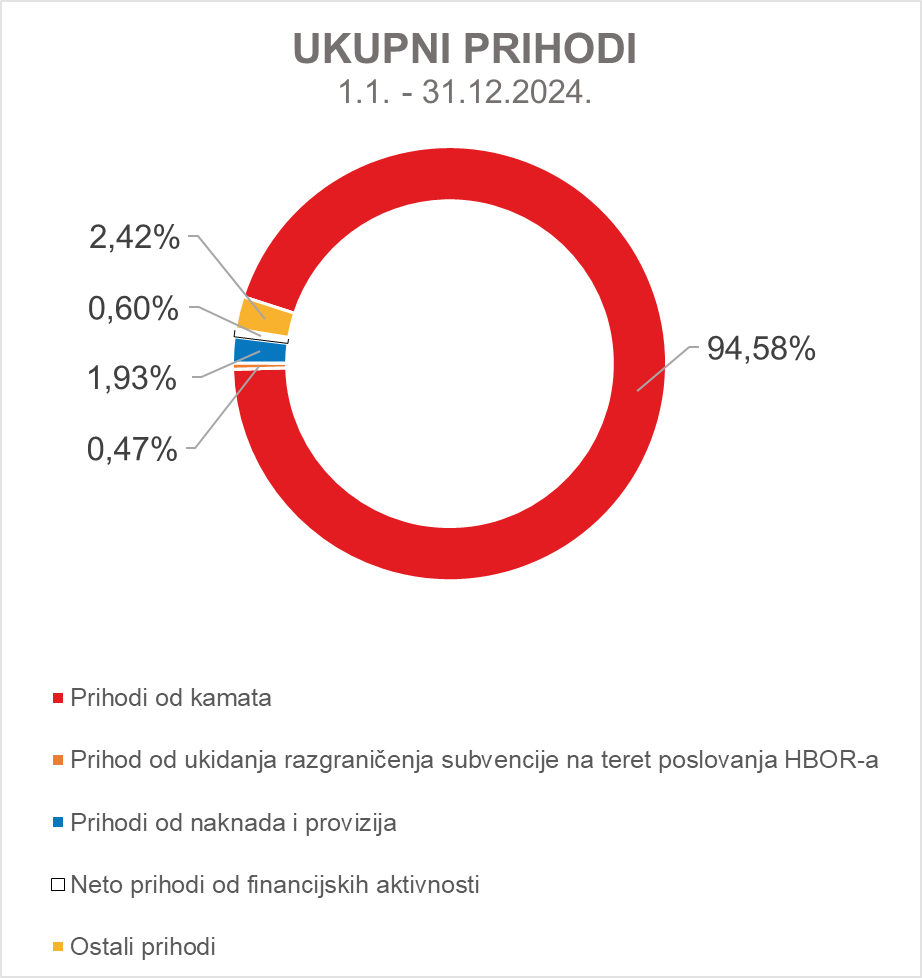 UKUPNI PRIHODI
1.1. - 31.12.2024.
2,42%
0,60%
94,58%
1,93%
0,47%
Prihodi od kamata
Prihod od ukidanja razgraničenja subvencije na teret poslovanja HBOR-a
Prihodi od naknada i provizija
Neto prihodi od financijskih aktivnosti
Ostali prihodi